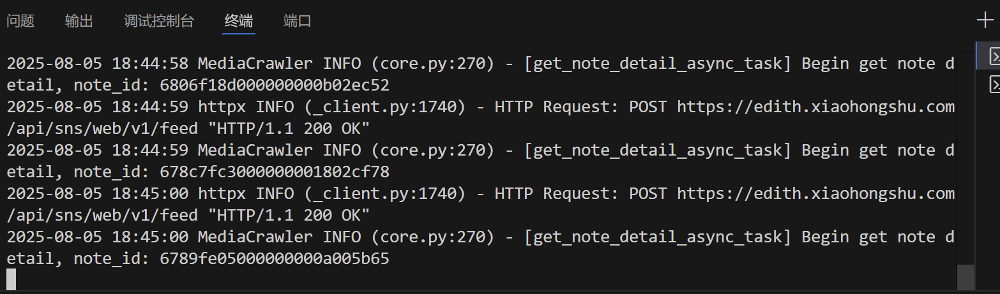 问题 输出 调试控制台 终端 端口
2025-08-05 18:44:58 MediaCrawler INFO (core.py:270) - [get_note_detail_async_task] Begin get note d
etail, note_id: 6806f18d000000000b02ec52
2025-08-05 18:44:59 httpx INFO (_client.py:1740) - HTTP Request: POST https://edith.xiaohongshu.com
/api/sns/web/v1/feed "HTTP/1.1 200 OK"
2025-08-05 18:44:59 MediaCrawler INFO (core.py:270) - [get_note_detail_async_task] Begin get note d
etail, note_id: 678c7fc3000000001802cf78
2025-08-05 18:45:00 httpx INFO (_client.py:1740) - HTTP Request: POST https://edith.xiaohongshu.com
/api/sns/web/v1/feed "HTTP/1.1 200 OK"
2025-08-05 18:45:00 MediaCrawler INFO (core.py:270) - [get_note_detail_async_task] Begin get note d
etail, note_id: 6789fe05000000000a005b65